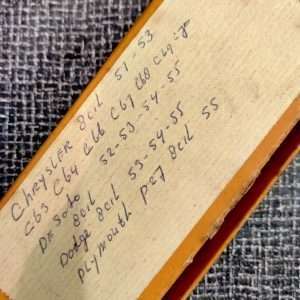 CHRYSLER 8CIL 51-53
C63 C64 C66 C67 C68 C69
DE Soto 52-53-54-55
8CIL
Dodge 8CIL 53-54-55
PLYMOUTH P27 8CIL 55